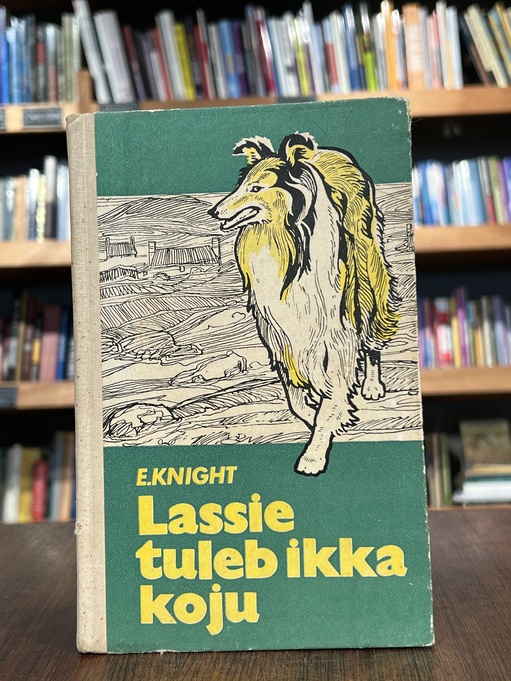 E.KNIGHT
Lassie
tuleb ikka
koju